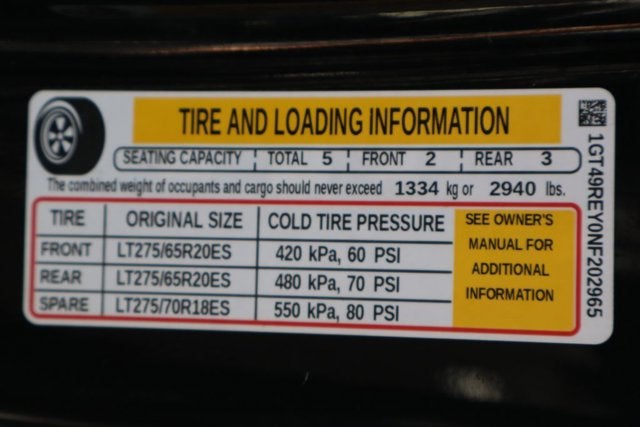 TIRE AND LOADING INFORMATION
SEATING CAPACITY TOTAL 5 FRONT 2 REAR 3
The combined weight of occupants and cargo should never exceed 1334 kg or 2940 lbs.
TIRE ORIGINAL SIZE COLD TIRE PRESSURE
FRONT LT275/65R20ES 420 kPa, 60 PSI
REAR LT275/65R20ES 480 kPa, 70 PSI
SPARE LT275/70R18ES 550 kPa, 80 PSI
SEE OWNER'S
MANUAL FOR
ADDITIONAL
INFORMATION
1GT49REY0NF202965